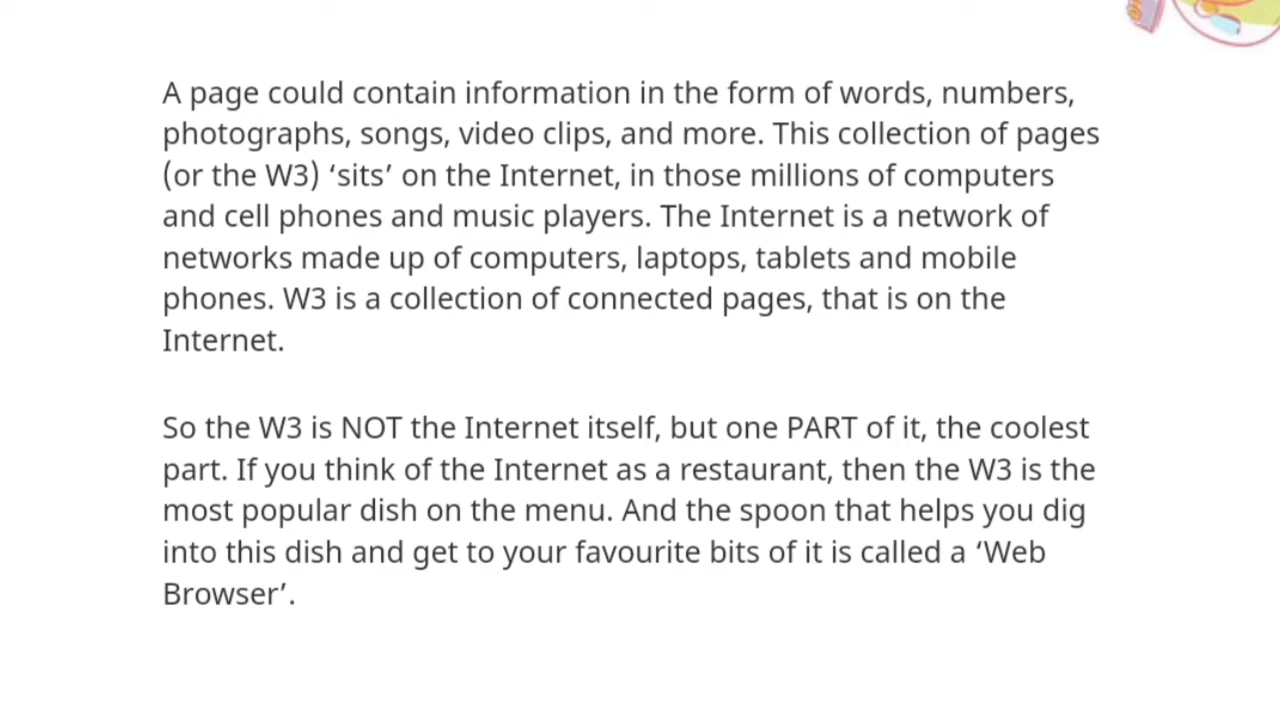 A page could contain information in the form of words, numbers,
photographs, songs, video clips, and more. This collection of pages
(or the W3) ‘sits’ on the Internet, in those millions of computers
and cell phones and music players. The Internet is a network of
networks made up of computers, laptops, tablets and mobile
phones. W3 is a collection of connected pages, that is on the
Internet.
So the W3 is NOT the Internet itself, but one PART of it, the coolest
part. If you think of the Internet as a restaurant, then the W3 is the
most popular dish on the menu. And the spoon that helps you dig
into this dish and get to your favourite bits of it is called a ‘Web
Browser’.